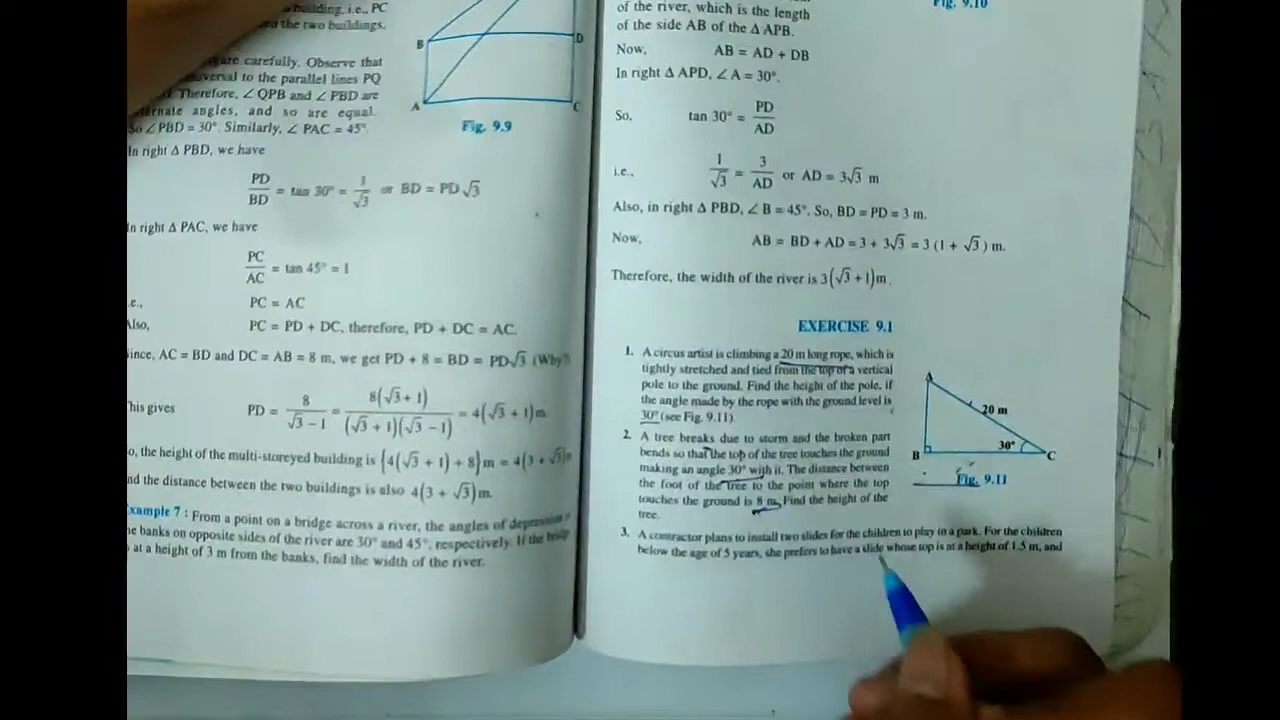 building, i.e., PC
the two buildings.
are carefully. Observe that
to the parallel lines PQ
Therefore, ∠ QPB and ∠ PBD are
angles, and so are equal.
So ∠ PBD = 30°. Similarly, ∠ PAC = 45°.
In right Δ PBD, we have
PD/BD = tan 30° = 1/√3 or BD = PD√3
In right Δ PAC, we have
PC/AC = tan 45° = 1
PC = AC
Also, PC = PD + DC, therefore, PD + DC = AC.
Since, AC = BD and DC = AB = 8 m, we get PD + 8 = BD = PD√3 (Why?
This gives PD = 8/(√3 − 1) = 8(√3 + 1)/((√3 + 1)(√3 − 1)) = 4(√3 + 1)m.
So, the height of the multi-storeyed building is {4(√3 + 1) + 8}m = 4(3 + √3)m
and the distance between the two buildings is also 4(3 + √3)m.
Example 7 : From a point on a bridge across a river, the angles of depression
the banks on opposite sides of the river are 30° and 45°, respectively. If the bridge
at a height of 3 m from the banks, find the width of the river.
B
D
A
C
Fig. 9.9
Fig. 9.10
of the river, which is the length
of the side AB of the Δ APB.
Now, AB = AD + DB
In right Δ APD, ∠ A = 30°.
So, tan 30° = PD/AD
i.e., 1/√3 = 3/AD or AD = 3√3 m
Also, in right Δ PBD, ∠ B = 45°. So, BD = PD = 3 m.
Now, AB = BD + AD = 3 + 3√3 = 3 (1 + √3) m.
Therefore, the width of the river is 3(√3 + 1)m.
EXERCISE 9.1
1. A circus artist is climbing a 20 m long rope, which is
tightly stretched and tied from the top of a vertical
pole to the ground. Find the height of the pole, if
the angle made by the rope with the ground level is
30° (see Fig. 9.11).
2. A tree breaks due to storm and the broken part
bends so that the top of the tree touches the ground
making an angle 30° with it. The distance between
the foot of the tree to the point where the top
touches the ground is 8 m. Find the height of the
tree.
A
20 m
30°
B
C
Fig. 9.11
3. A contractor plans to install two slides for the children to play in a park. For the children
below the age of 5 years, she prefers to have a slide whose top is at a height of 1.5 m, and